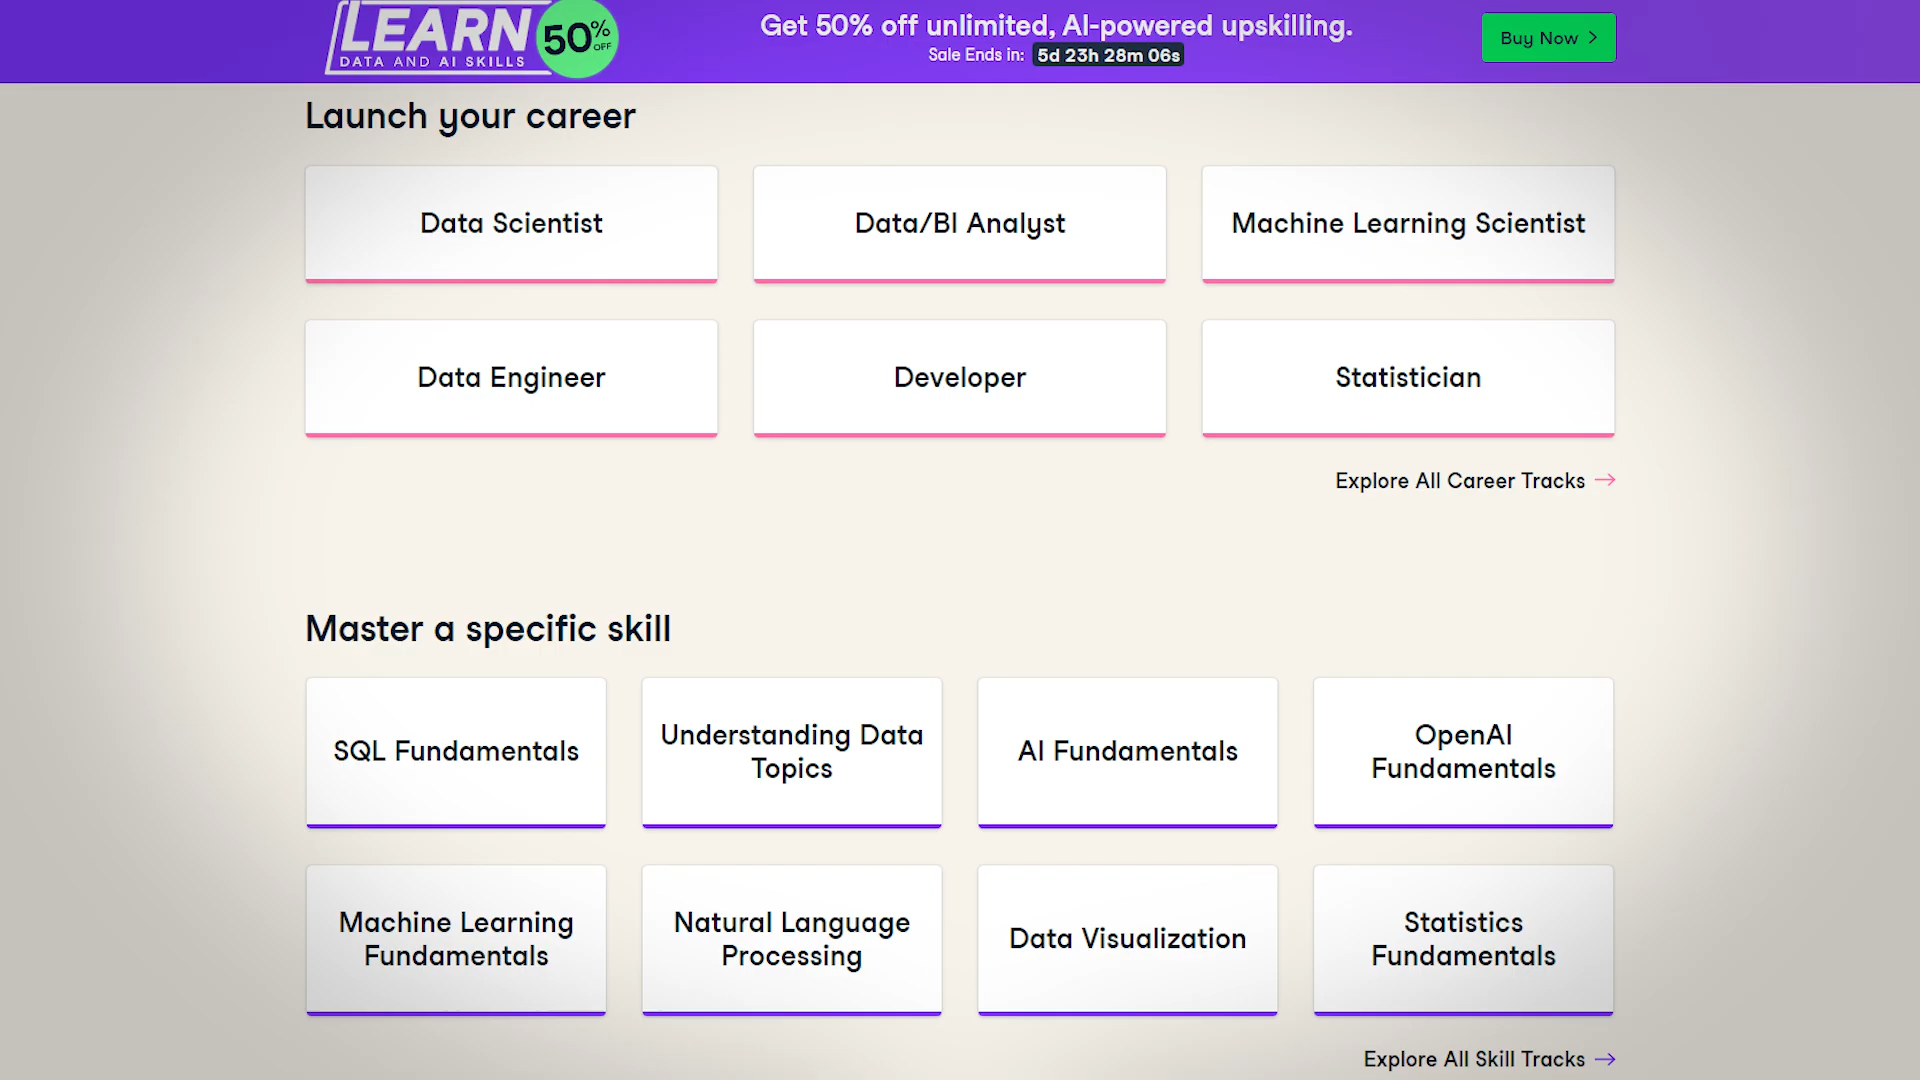 LEARN
DATA AND AI SKILLS
50%
OFF
Get 50% off unlimited, AI-powered upskilling.
Sale Ends in: 5d 23h 28m 06s
Buy Now
Launch your career
Data Scientist
Data/BI Analyst
Machine Learning Scientist
Data Engineer
Developer
Statistician
Explore All Career Tracks
Master a specific skill
SQL Fundamentals
Understanding Data
Topics
AI Fundamentals
OpenAI
Fundamentals
Machine Learning
Fundamentals
Natural Language
Processing
Data Visualization
Statistics
Fundamentals
Explore All Skill Tracks